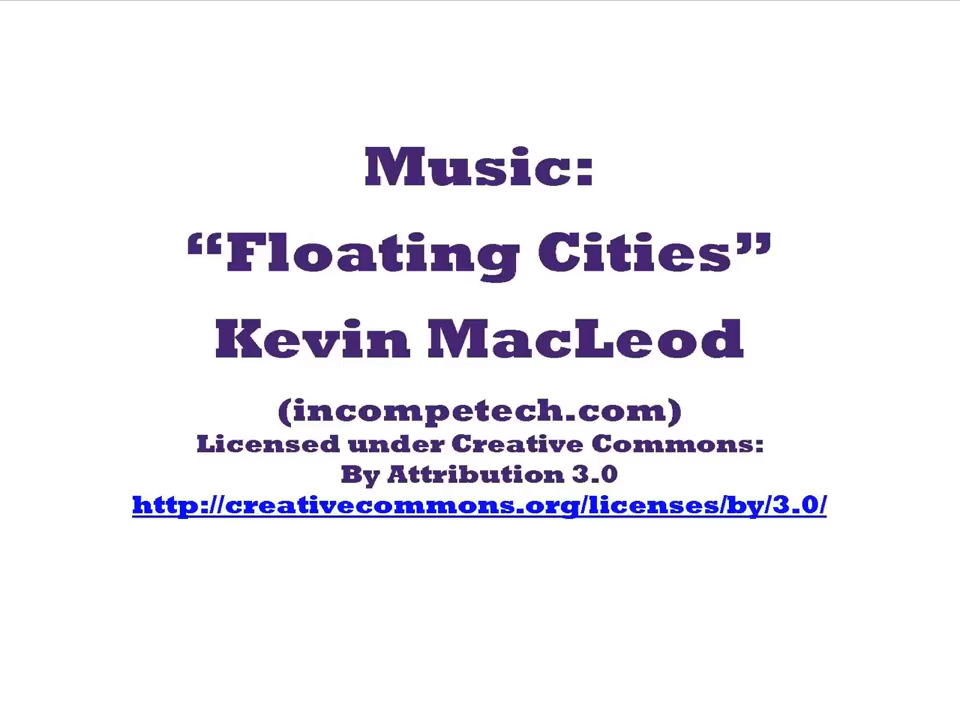 Music:
“Floating Cities”
Kevin MacLeod
(incompetech.com)
Licensed under Creative Commons:
By Attribution 3.0
http://creativecommons.org/licenses/by/3.0/